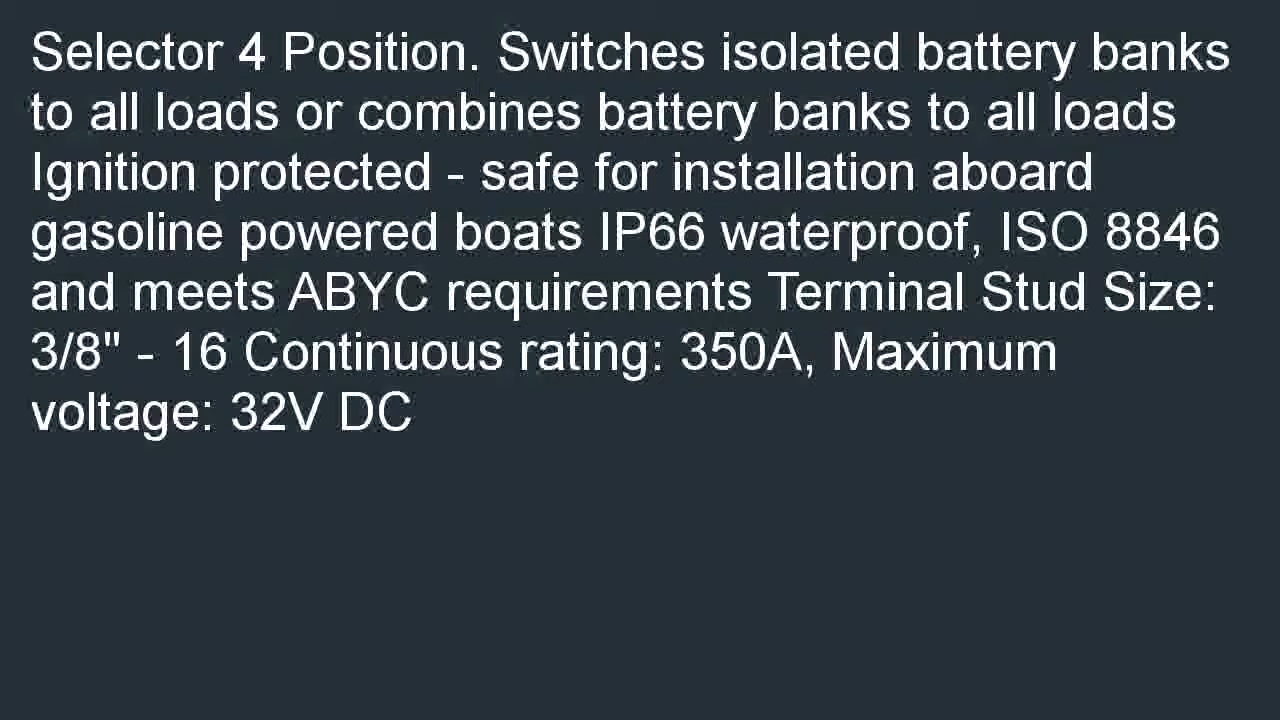 Selector 4 Position. Switches isolated battery banks
to all loads or combines battery banks to all loads
Ignition protected - safe for installation aboard
gasoline powered boats IP66 waterproof, ISO 8846
and meets ABYC requirements Terminal Stud Size:
3/8" - 16 Continuous rating: 350A, Maximum
voltage: 32V DC